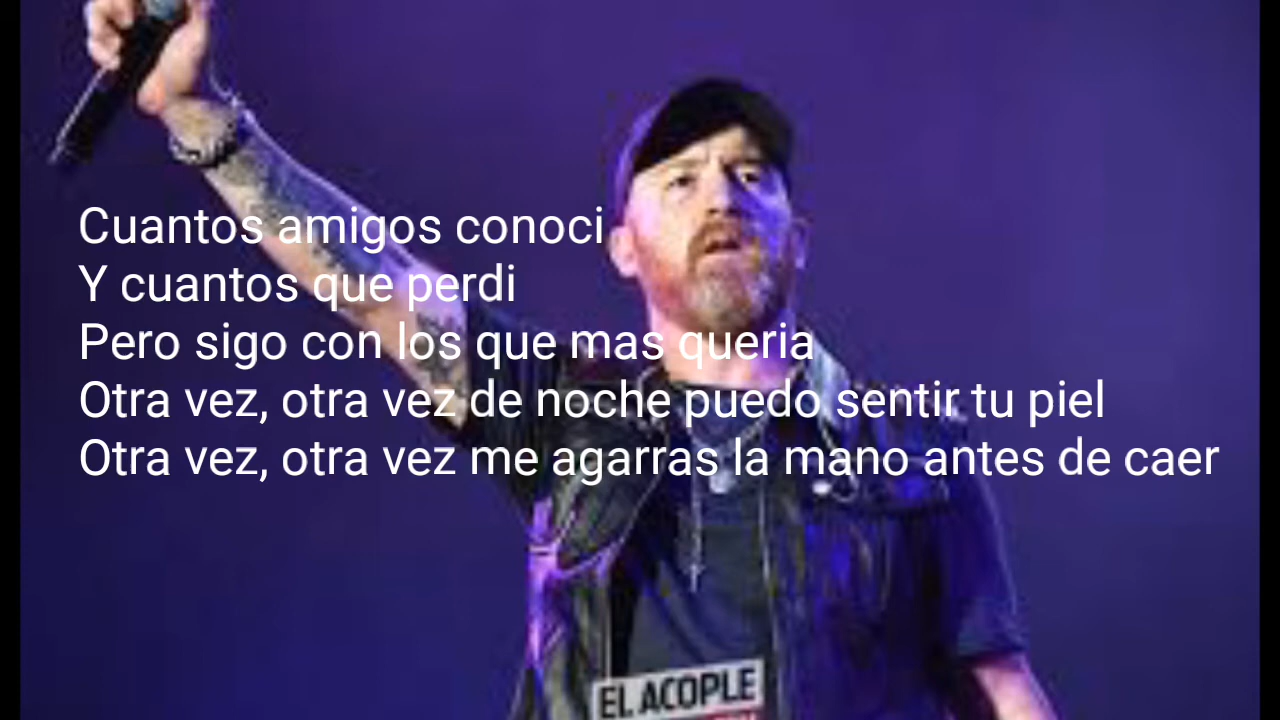 Cuantos amigos conoci
Y cuantos que perdi
Pero sigo con los que mas queria
Otra vez, otra vez de noche puedo sentir tu piel
Otra vez, otra vez me agarras la mano antes de caer
EL ACOPLE